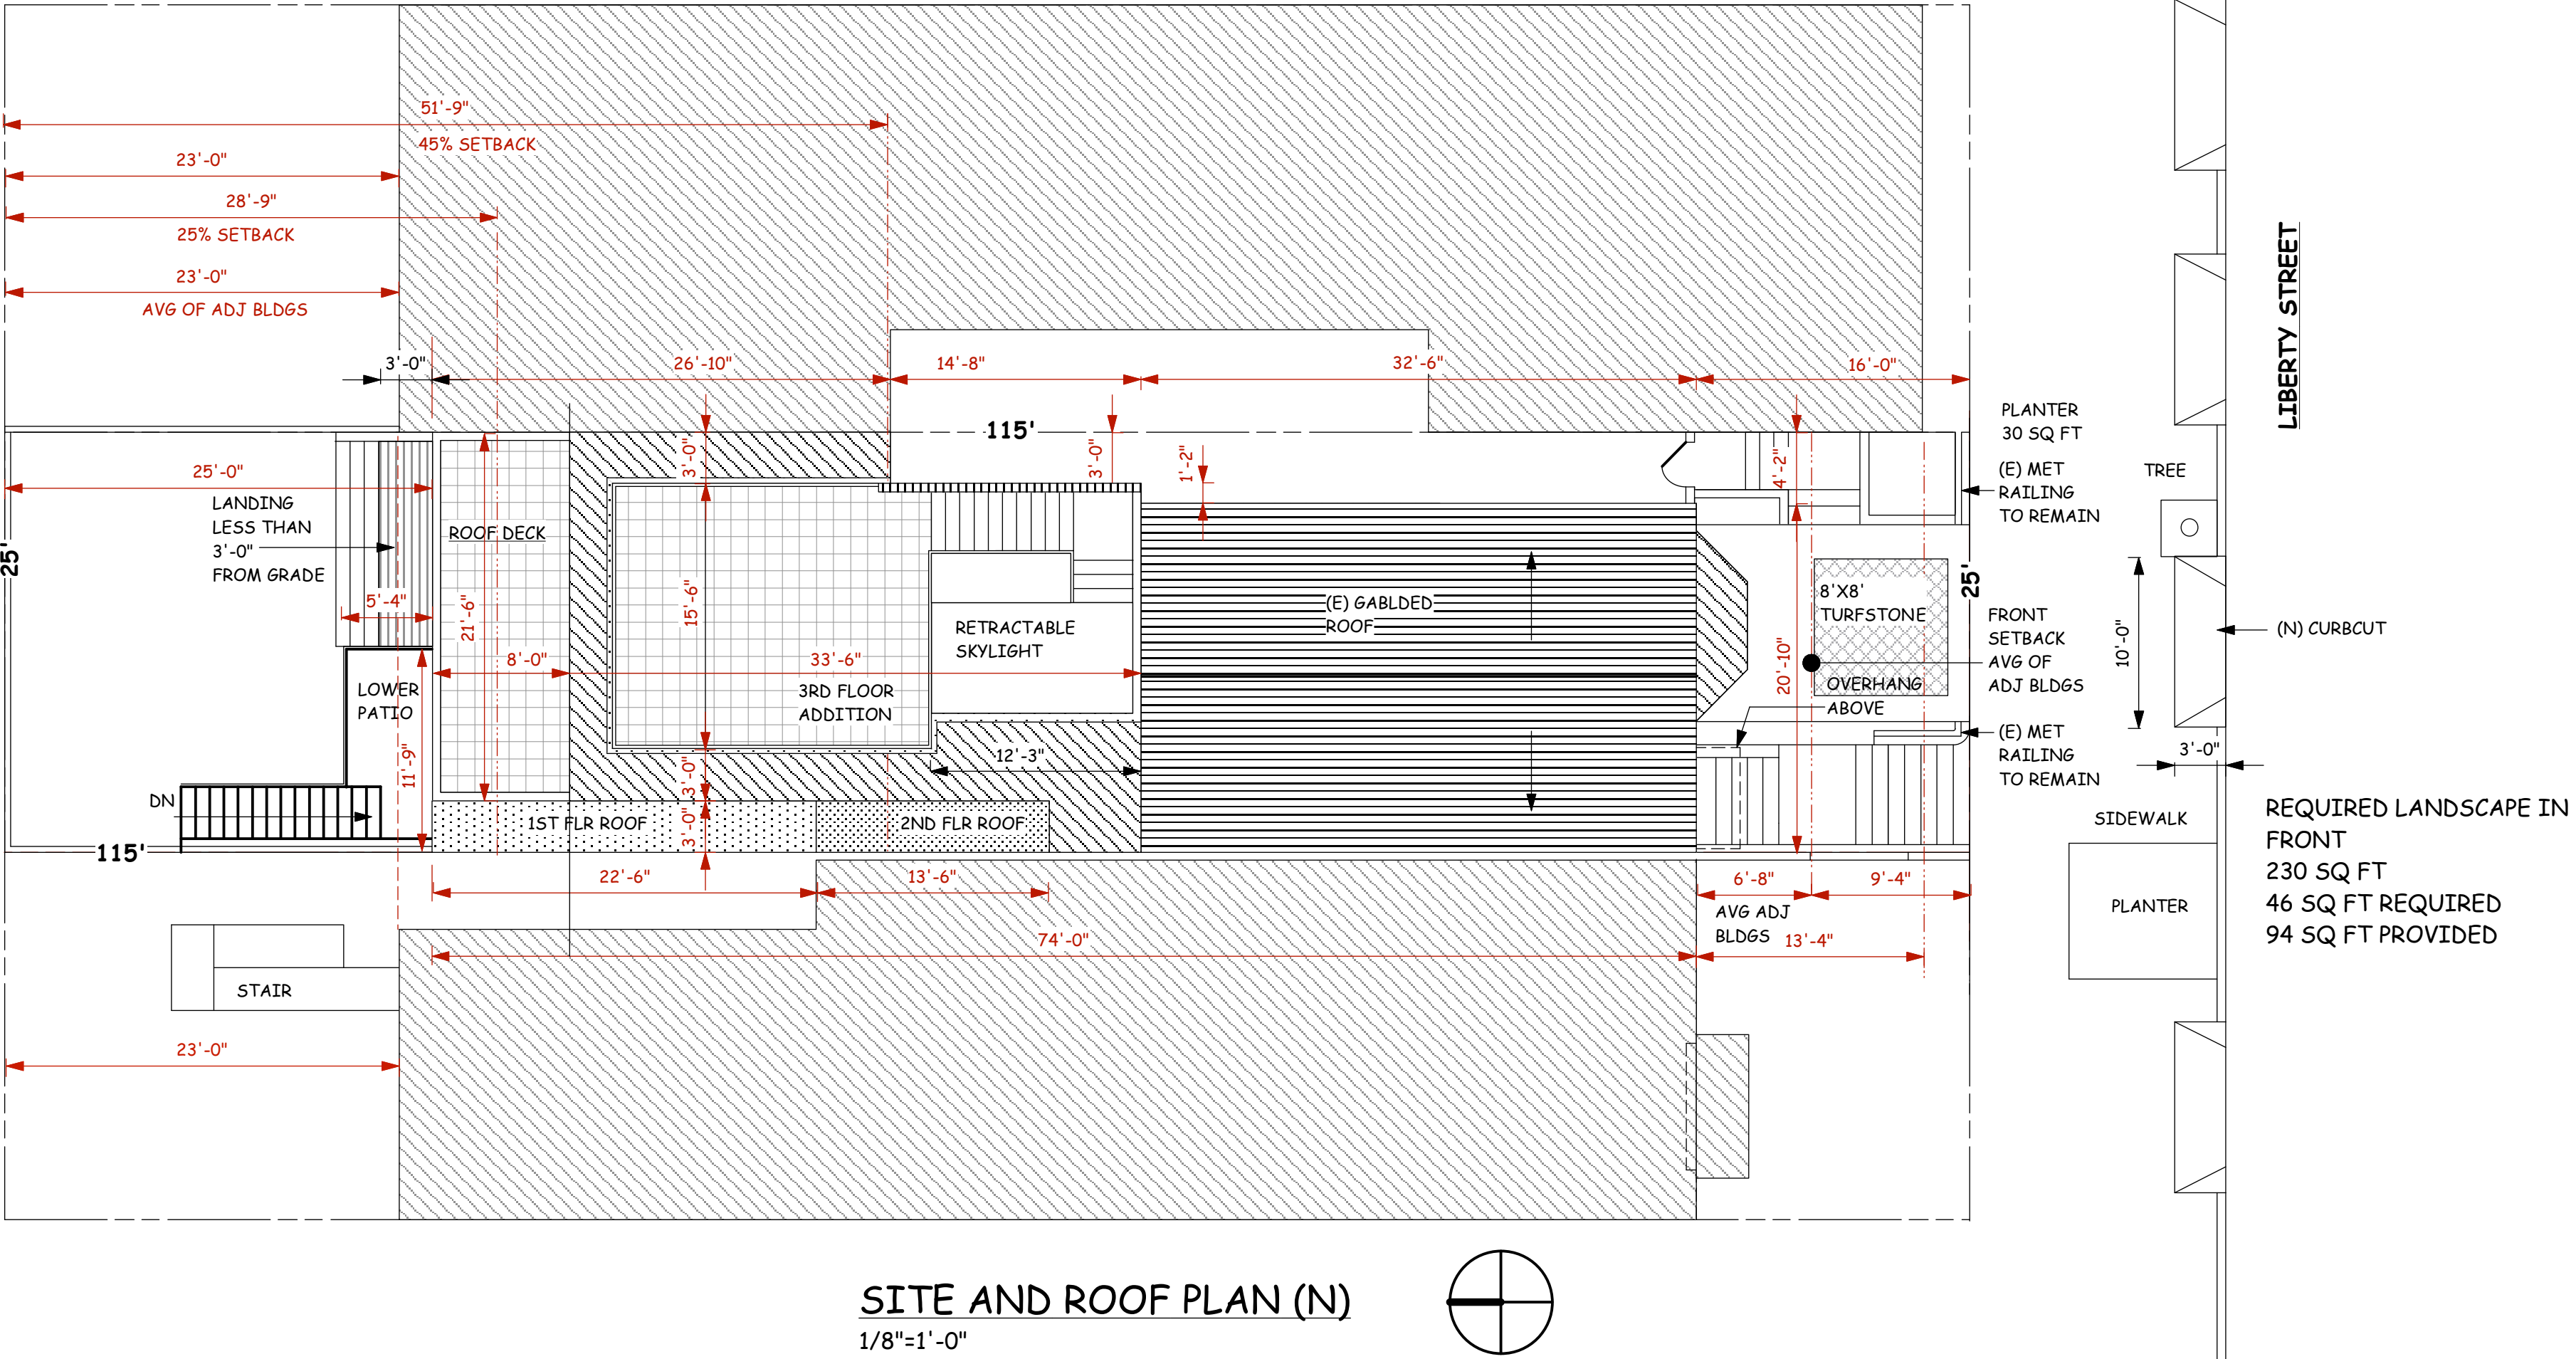 51'-9"
45% SETBACK
23'-0"
28'-9"
25% SETBACK
23'-0"
AVG OF ADJ BLDGS
LIBERTY STREET
3'-0"
26'-10"
14'-8"
32'-6"
16'-0"
115'
PLANTER
30 SQ FT
(E) MET
RAILING
TO REMAIN
TREE
25'-0"
LANDING
LESS THAN
3'-0"
FROM GRADE
25'
5'-4"
ROOF DECK
21'-6"
8'-0"
3'-0"
15'-6"
33'-6"
3RD FLOOR
ADDITION
3'-0"
1'-2"
RETRACTABLE
SKYLIGHT
(E) GABLDED
ROOF
4'-2"
20'-10"
8'X8'
TURFSTONE
25'
FRONT
SETBACK
AVG OF
ADJ BLDGS
OVERHANG
ABOVE
10'-0"
(N) CURBCUT
LOWER
PATIO
11'-9"
12'-3"
3'-0"
3'-0"
(E) MET
RAILING
TO REMAIN
3'-0"
DN
1ST FLR ROOF
2ND FLR ROOF
115'
SIDEWALK
PLANTER
REQUIRED LANDSCAPE IN
FRONT
230 SQ FT
46 SQ FT REQUIRED
94 SQ FT PROVIDED
22'-6"
13'-6"
6'-8"
9'-4"
AVG ADJ
BLDGS
13'-4"
74'-0"
STAIR
23'-0"
SITE AND ROOF PLAN (N)
1/8"=1'-0"